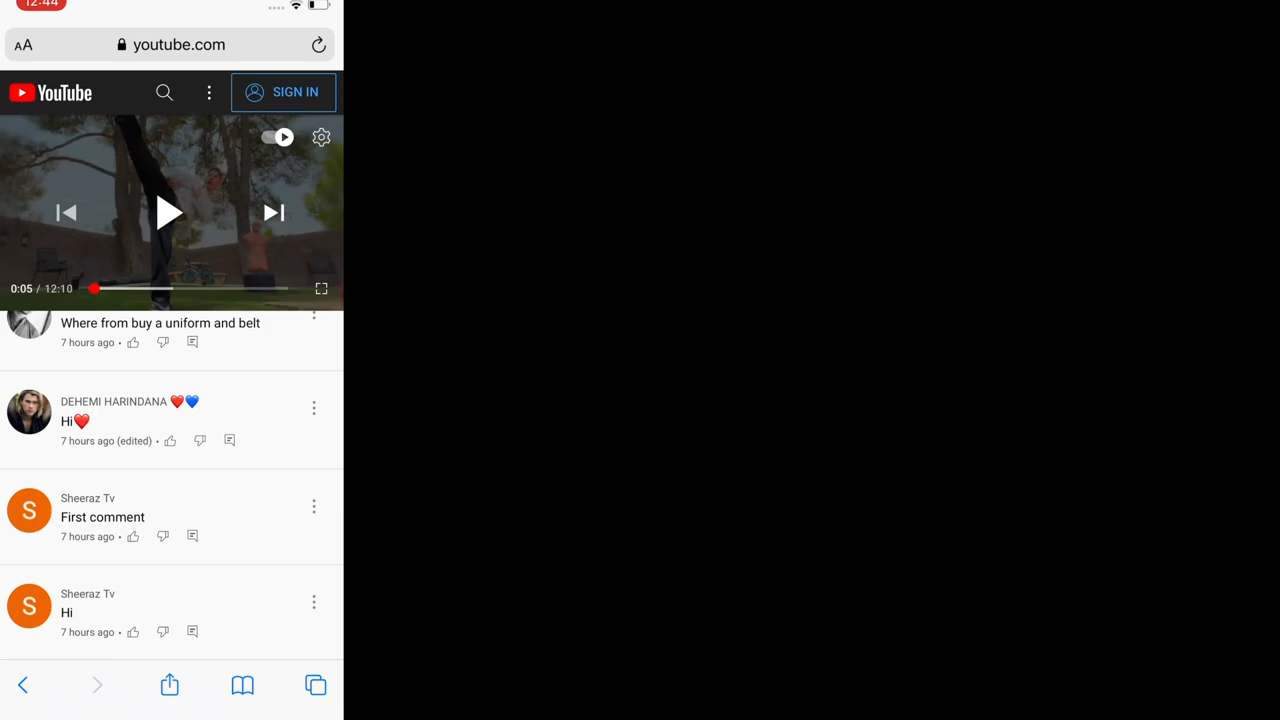 12:44
AA youtube.com
YouTube SIGN IN
0:05 / 12:10
Where from buy a uniform and belt
7 hours ago •
DEHEMI HARINDANA ❤️💙
Hi❤️
7 hours ago (edited) •
S
Sheeraz Tv
First comment
7 hours ago •
S
Sheeraz Tv
Hi
7 hours ago •